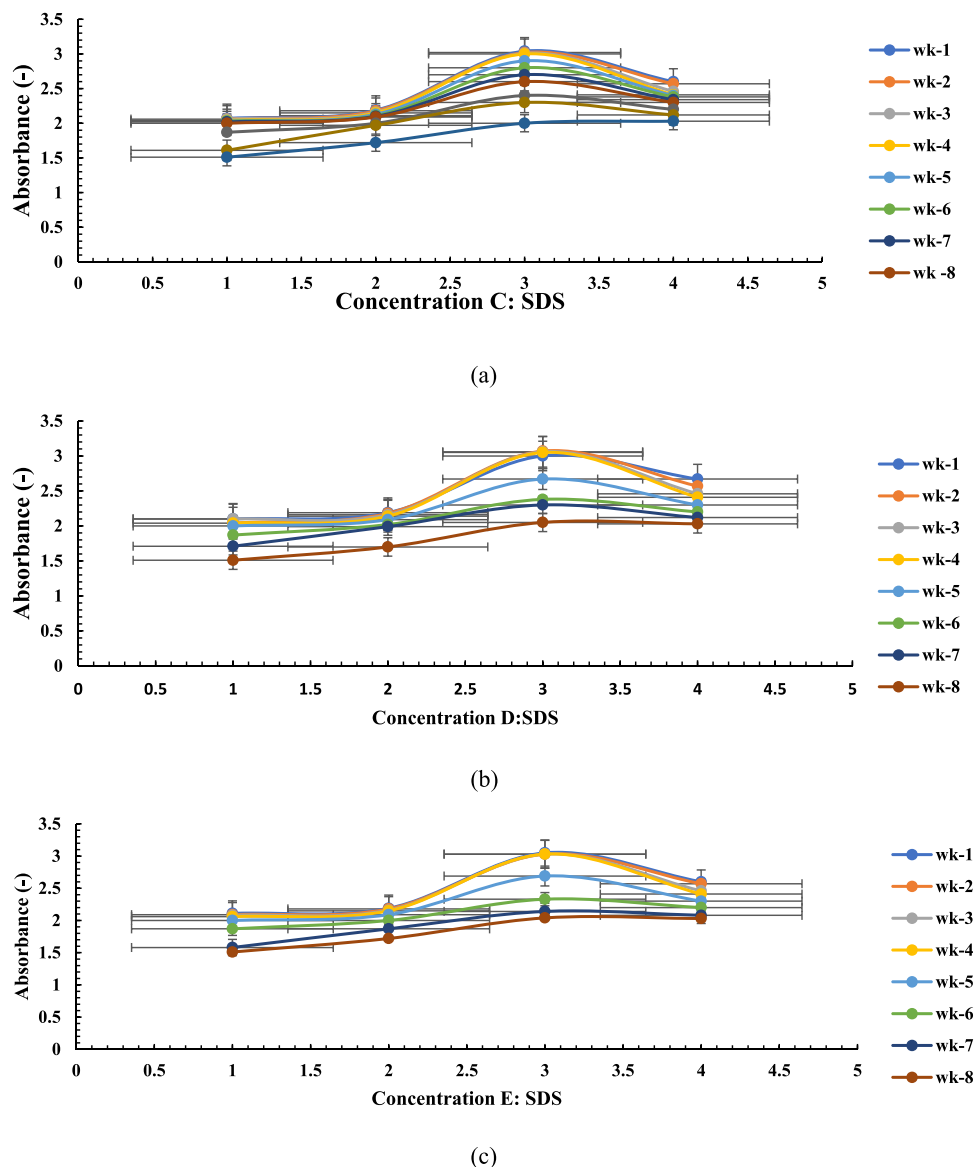 3.5
3
2.5
2
1.5
1
0.5
0
Absorbance (-)
0 0.5 1 1.5 2 2.5 3 3.5 4 4.5 5
Concentration C: SDS
wk-1
wk-2
wk-3
wk-4
wk-5
wk-6
wk-7
wk -8
(a)
3.5
3
2.5
2
1.5
1
0.5
0
Absorbance (-)
0 0.5 1 1.5 2 2.5 3 3.5 4 4.5 5
Concentration D:SDS
wk-1
wk-2
wk-3
wk-4
wk-5
wk-6
wk-7
wk-8
(b)
3.5
3
2.5
2
1.5
1
0.5
0
Absorbance (-)
0 0.5 1 1.5 2 2.5 3 3.5 4 4.5 5
Concentration E: SDS
wk-1
wk-2
wk-3
wk-4
wk-5
wk-6
wk-7
wk-8
(c)